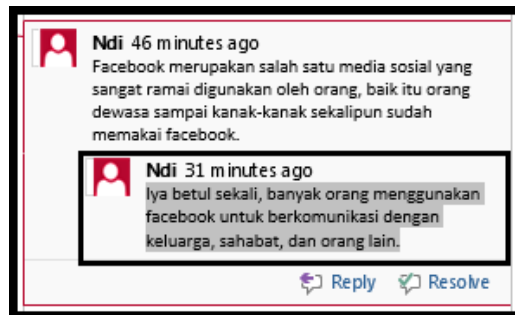 Ndi 46 minutes ago
Facebook merupakan salah satu media sosial yang
sangat ramai digunakan oleh orang, baik itu orang
dewasa sampai kanak-kanak sekalipun sudah
memakai facebook.
Ndi 31 minutes ago
Iya betul sekali, banyak orang menggunakan
facebook untuk berkomunikasi dengan
keluarga, sahabat, dan orang lain.
Reply Resolve